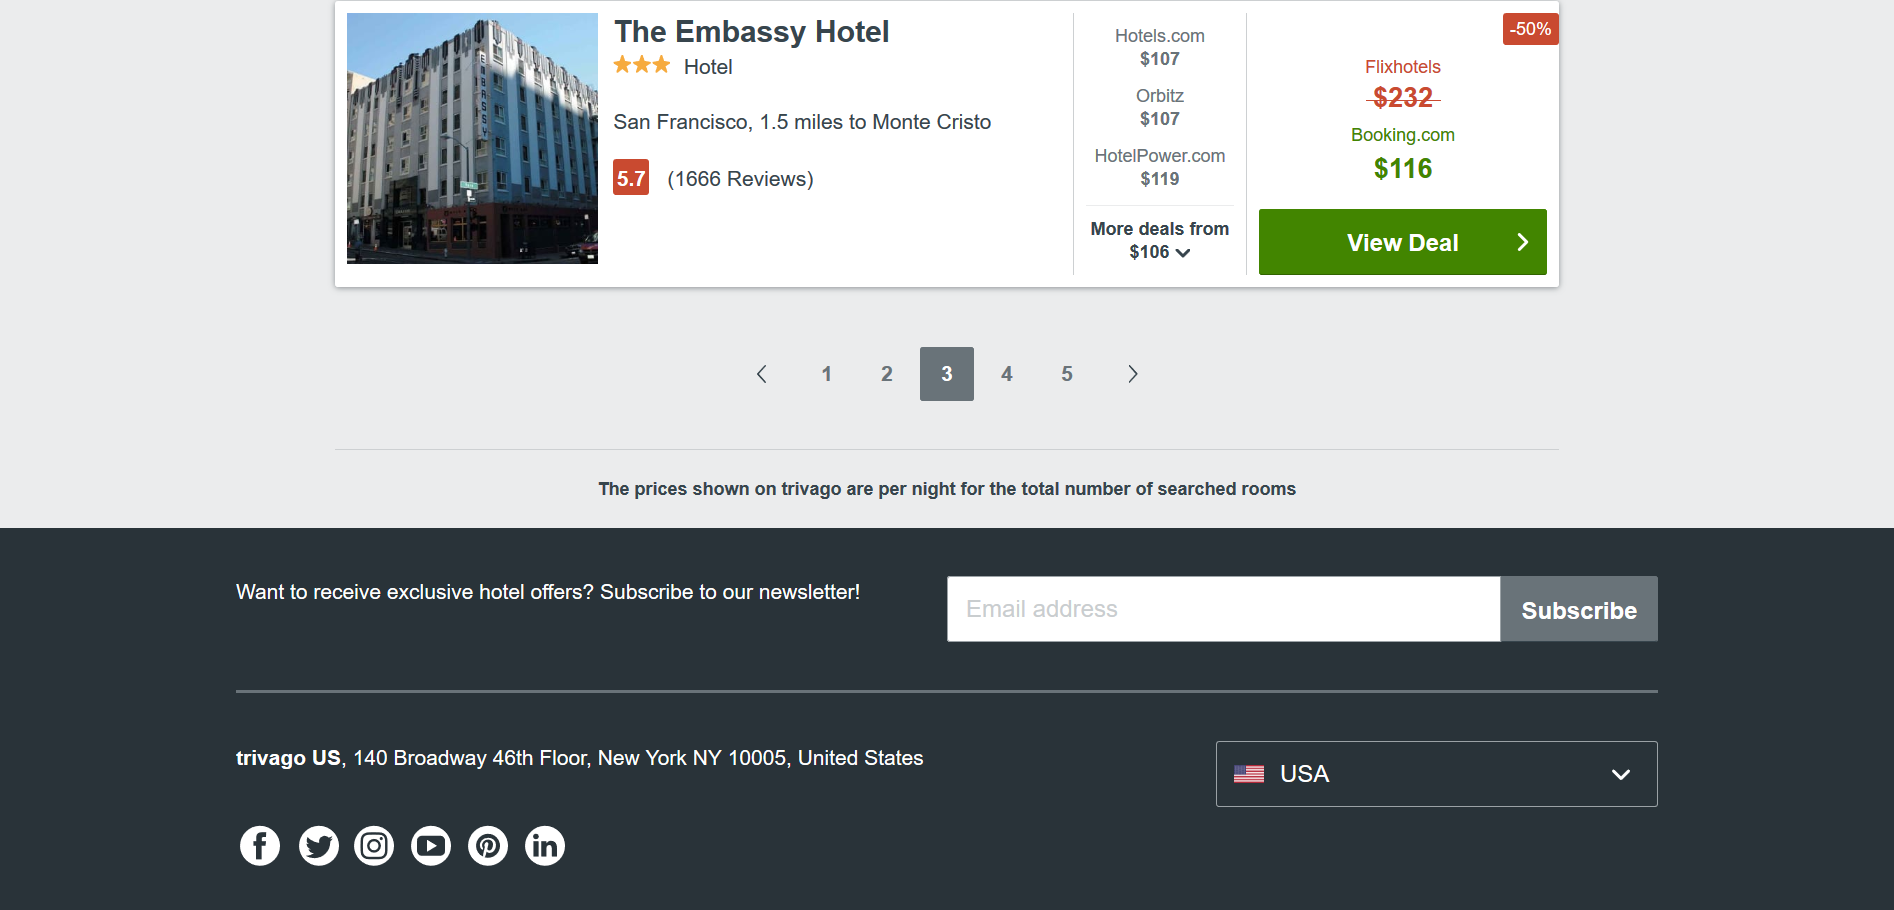 The Embassy Hotel
Hotel
San Francisco, 1.5 miles to Monte Cristo
5.7 (1666 Reviews)
EMBASSY
Hotels.com
$107
Orbitz
$107
HotelPower.com
$119
More deals from
$106
-50%
Flixhotels
$232
Booking.com
$116
View Deal
1 2 3 4 5
The prices shown on trivago are per night for the total number of searched rooms
Want to receive exclusive hotel offers? Subscribe to our newsletter!
Email address
Subscribe
trivago US, 140 Broadway 46th Floor, New York NY 10005, United States
USA